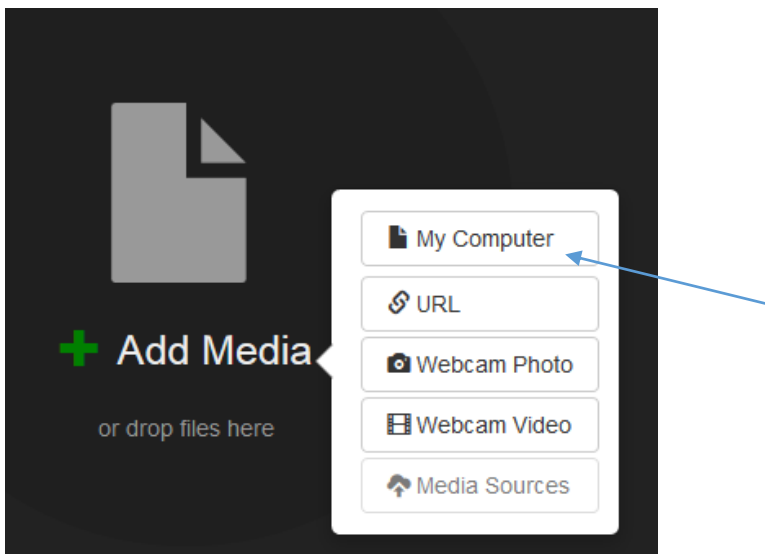 My Computer
URL
Add Media
Webcam Photo
or drop files here
Webcam Video
Media Sources